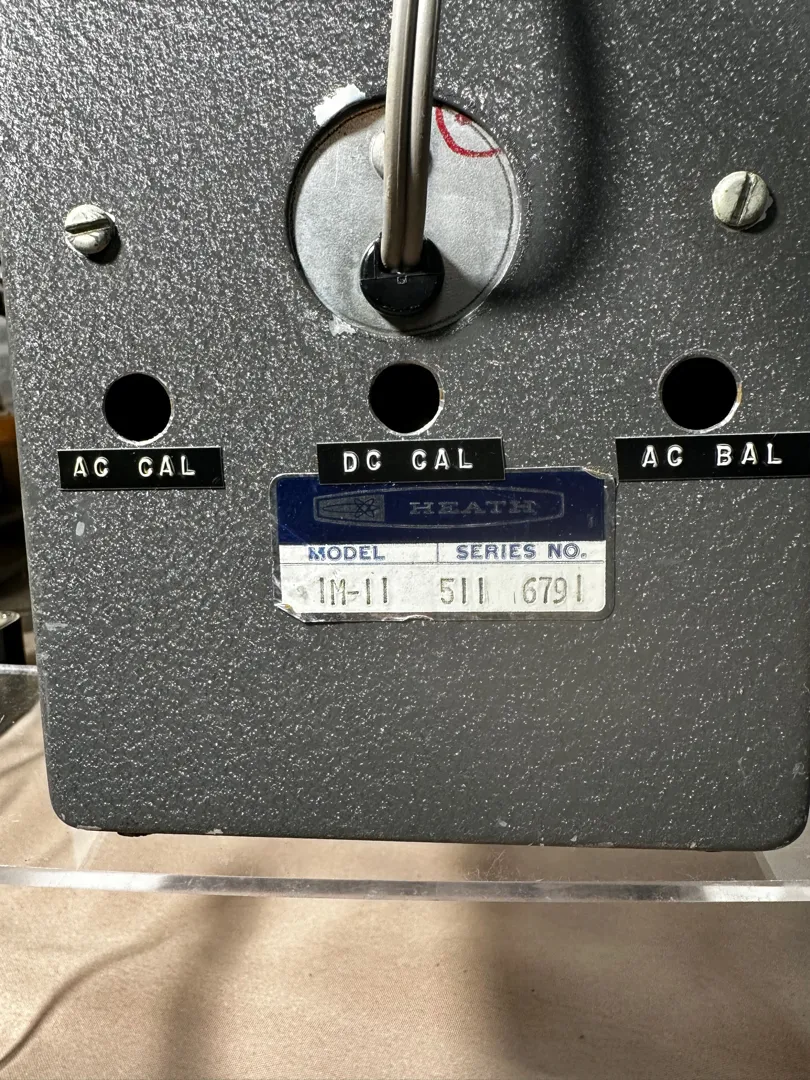 AC CAL
DC CAL
AC BAL
HEATH
MODEL SERIES NO.
IM-11 511 6791